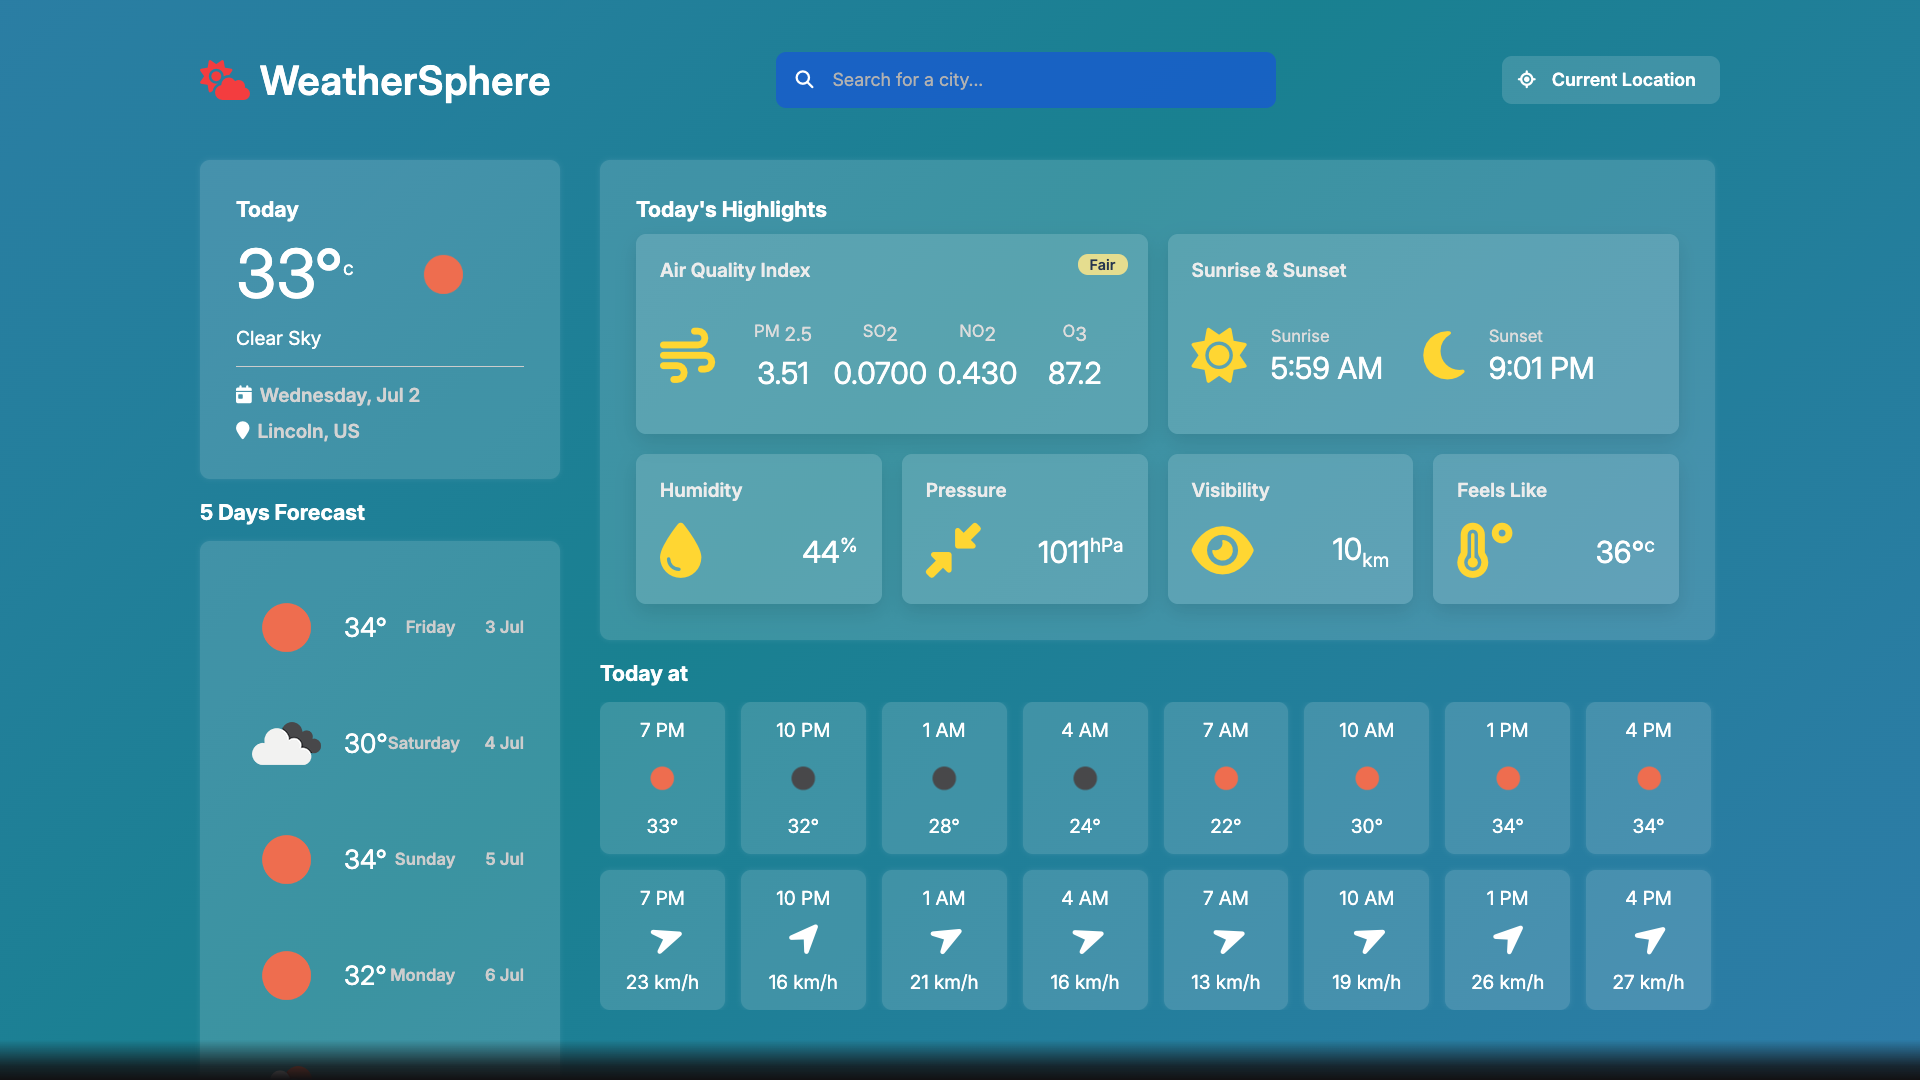 WeatherSphere
Search for a city...
Current Location
Today
33°c
Clear Sky
Wednesday, Jul 2
Lincoln, US
5 Days Forecast
34° Friday 3 Jul
30° Saturday 4 Jul
34° Sunday 5 Jul
32° Monday 6 Jul
Today's Highlights
Air Quality Index
Fair
PM 2.5 SO2 NO2 O3
3.51 0.0700 0.430 87.2
Sunrise & Sunset
Sunrise
5:59 AM
Sunset
9:01 PM
Humidity
44%
Pressure
1011hPa
Visibility
10km
Feels Like
36°c
Today at
7 PM 10 PM 1 AM 4 AM 7 AM 10 AM 1 PM 4 PM
33° 32° 28° 24° 22° 30° 34° 34°
7 PM 10 PM 1 AM 4 AM 7 AM 10 AM 1 PM 4 PM
23 km/h 16 km/h 21 km/h 16 km/h 13 km/h 19 km/h 26 km/h 27 km/h